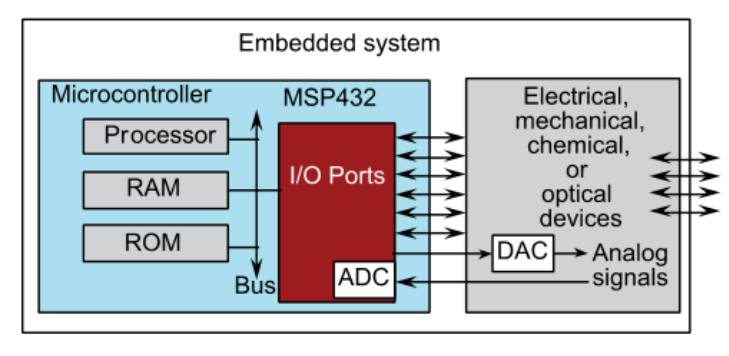 Embedded system
Microcontroller
MSP432
Processor
RAM
ROM
Bus
I/O Ports
ADC
Electrical,
mechanical,
chemical,
or
optical
devices
DAC
Analog
signals